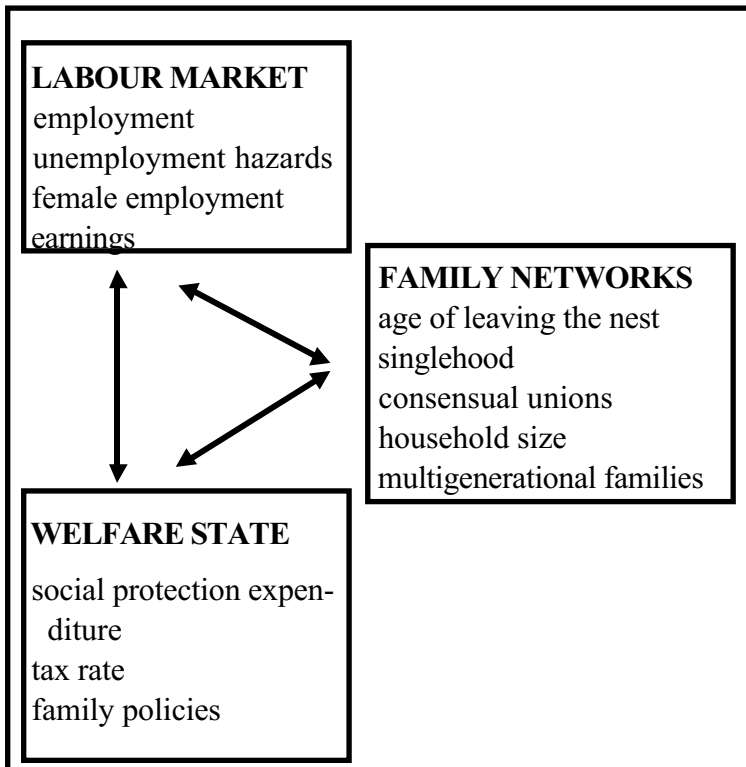 LABOUR MARKET
employment
unemployment hazards
female employment
earnings
FAMILY NETWORKS
age of leaving the nest
singlehood
consensual unions
household size
multigenerational families
WELFARE STATE
social protection expen-
diture
tax rate
family policies